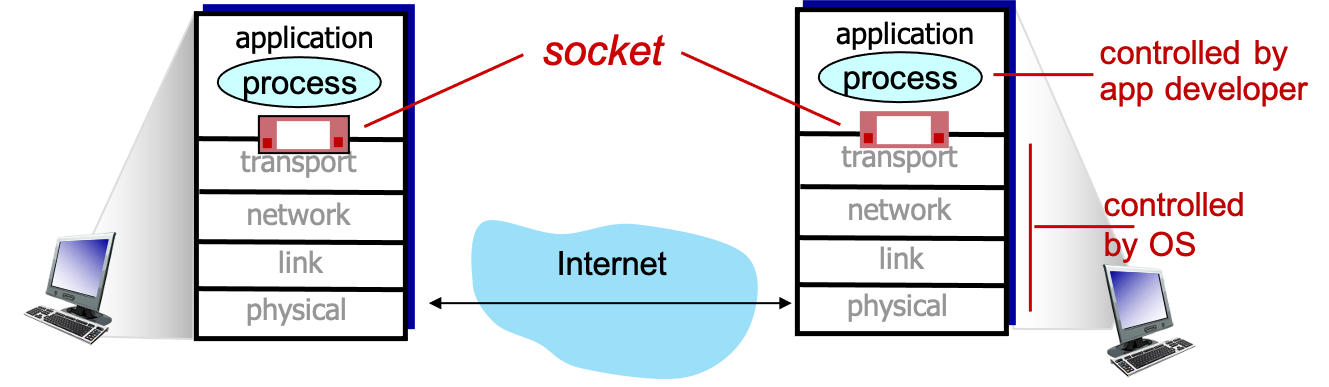 application
process
transport
network
link
physical
socket
Internet
application
process
transport
network
link
physical
controlled by
app developer
controlled
by OS